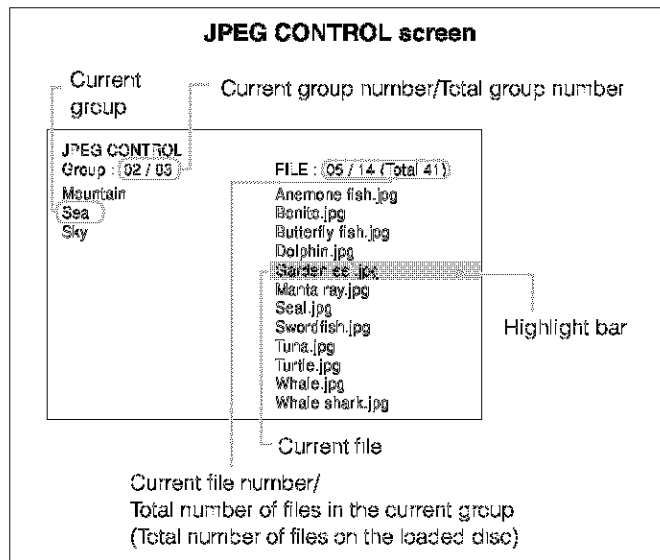 JPEG CONTROL screen
Current group
Current group number/Total group number
JPEG CONTROL
Group : 02 / 03
FILE : 05 / 14 (Total 41)
Mountain
Sea
Sky
Anemone fish.jpg
Bonito.jpg
Butterfly fish.jpg
Dolphin.jpg
Garden eel.jpg
Manta ray.jpg
Seal.jpg
Swordfish.jpg
Tuna.jpg
Turtle.jpg
Whale.jpg
Whale shark.jpg
Highlight bar
Current file
Current file number/
Total number of files in the current group
(Total number of files on the loaded disc)